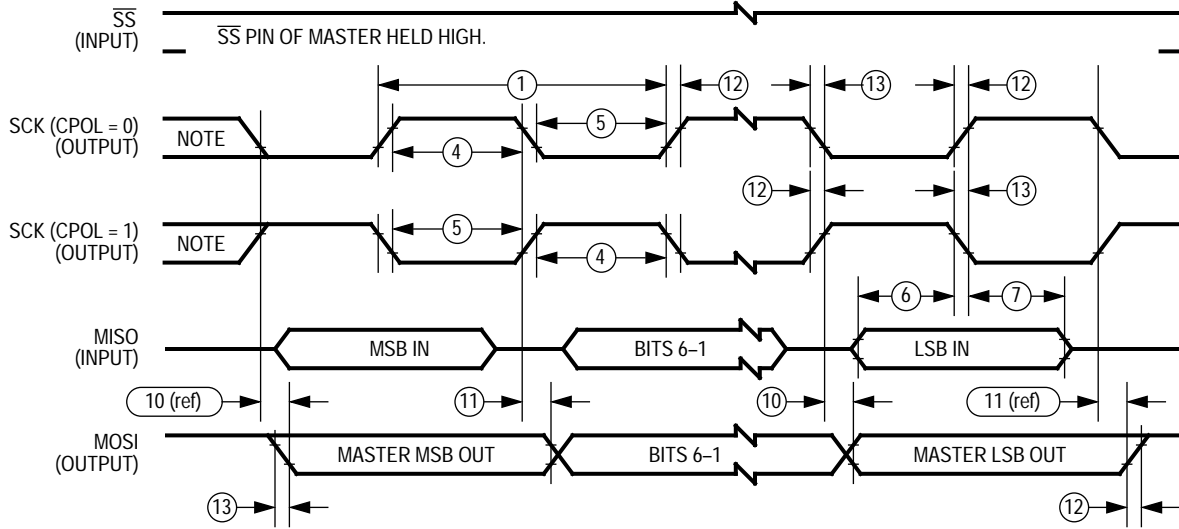 SS
(INPUT)
SS PIN OF MASTER HELD HIGH.
1
12
13
12
SCK (CPOL = 0)
(OUTPUT)
NOTE
5
4
12
13
SCK (CPOL = 1)
(OUTPUT)
NOTE
5
4
6
7
MISO
(INPUT)
MSB IN
BITS 6–1
LSB IN
10 (ref)
11
10
11 (ref)
MOSI
(OUTPUT)
MASTER MSB OUT
BITS 6–1
MASTER LSB OUT
13
12